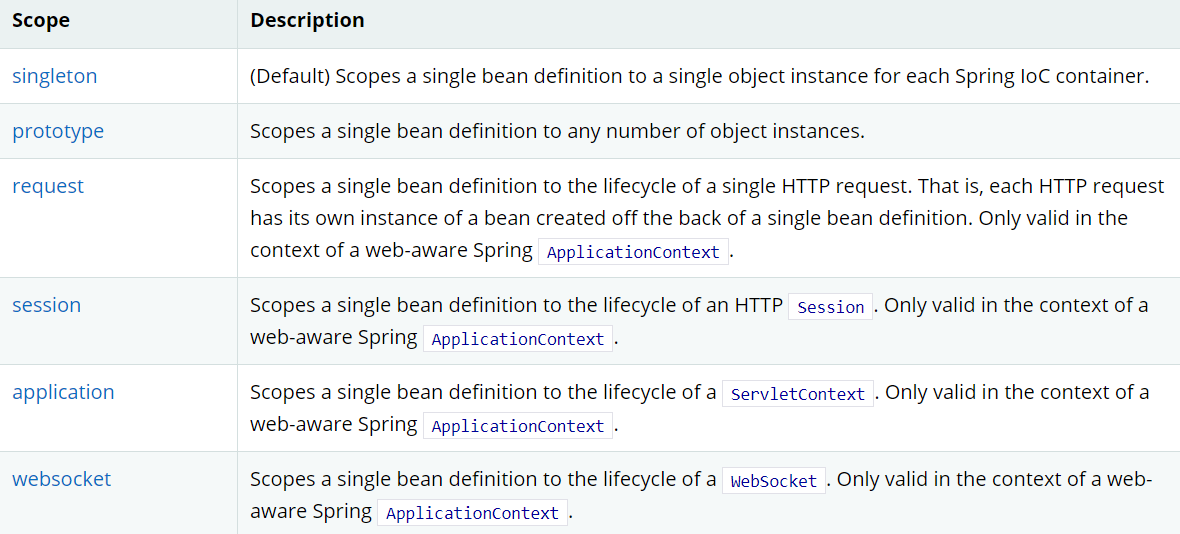 Scope Description
singleton (Default) Scopes a single bean definition to a single object instance for each Spring IoC container.
prototype Scopes a single bean definition to any number of object instances.
request Scopes a single bean definition to the lifecycle of a single HTTP request. That is, each HTTP request
has its own instance of a bean created off the back of a single bean definition. Only valid in the
context of a web-aware Spring ApplicationContext.
session Scopes a single bean definition to the lifecycle of an HTTP Session. Only valid in the context of a
web-aware Spring ApplicationContext.
application Scopes a single bean definition to the lifecycle of a ServletContext. Only valid in the context of a
web-aware Spring ApplicationContext.
websocket Scopes a single bean definition to the lifecycle of a WebSocket. Only valid in the context of a web-
aware Spring ApplicationContext.